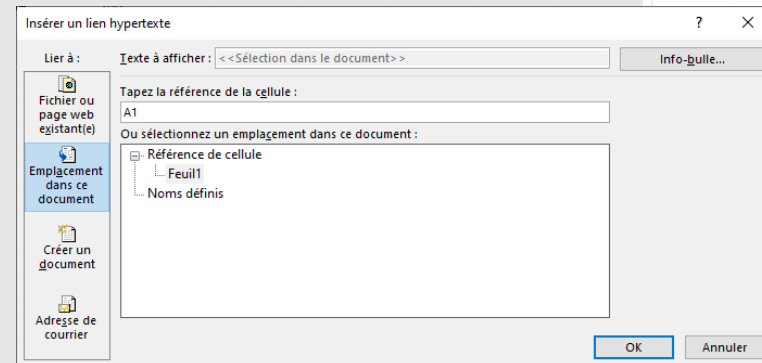 Insérer un lien hypertexte
?
Lier à :
Texte à afficher : <<Sélection dans le document>>
Info-bulle...
Fichier ou
page web
existant(e)
Emplacement
dans ce
document
Créer un
document
Adresse de
courrier
Tapez la référence de la cellule :
A1
Ou sélectionnez un emplacement dans ce document :
Référence de cellule
Feuil1
Noms définis
OK
Annuler